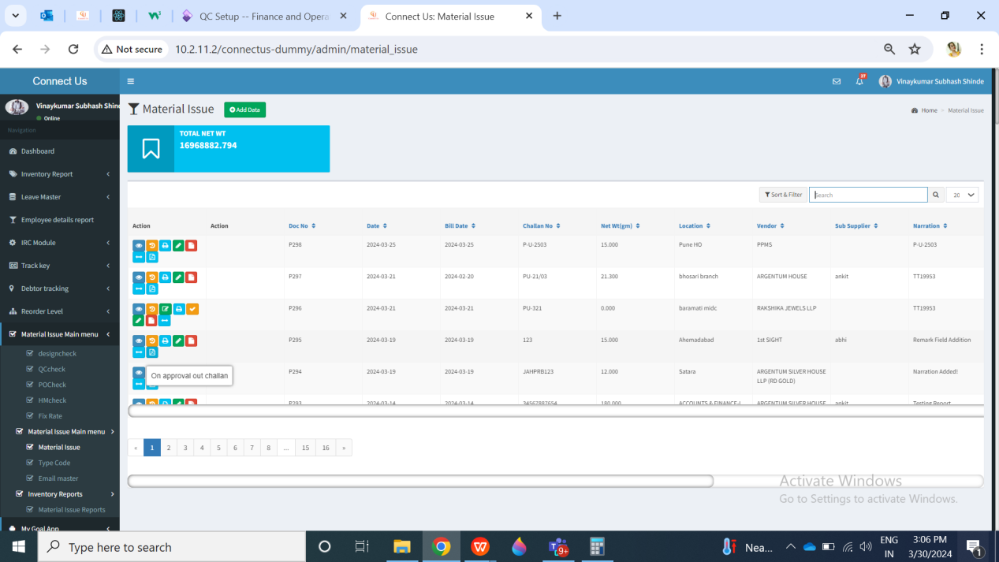 QC Setup -- Finance and Opera
Connect Us: Material Issue
Not secure
10.2.11.2/connectus-dummy/admin/material_issue
Connect Us
27
Vinaykumar Subhash Shinde
Vinaykumar Subhash Shind
Online
Navigation
Dashboard
Inventory Report
Leave Master
Employee details report
IRC Module
Track key
Debtor tracking
Reorder Level
Material Issue Main menu
designcheck
QCcheck
POCheck
HMcheck
Fix Rate
Material Issue Main menu
Material Issue
Type Code
Email master
Inventory Reports
Material Issue Reports
My Goal App
Material Issue
Add Data
Home > Material Issue
TOTAL NET WT
16968882.794
Sort & Filter
Search
20
Action Action Doc No Date Bill Date Challan No Net Wt(gm) Location Vendor Sub Supplier Narration
P298 2024-03-25 2024-03-25 P-U-2503 15.000 Pune HO PPMS P-U-2503
P297 2024-03-21 2024-02-20 PU-21/03 21.300 bhosari branch ARGENTUM HOUSE ankit TT19953
P296 2024-03-21 2024-03-21 PU-321 0.000 baramati midc RAKSHIKA JEWELS LLP TT19953
P295 2024-03-19 2024-03-19 123 15.000 Ahemadabad 1st SIGHT abhi Remark Field Addition
P294 2024-03-19 2024-03-19 JAHPRB123 12.000 Satara ARGENTUM SILVER HOUSE Narration Added!
LLP (RD GOLD)
On approval out challan
P293 2024-03-14 2024-03-14 34567887654 180.000 ACCOUNTS & FINANCE-I ARGENTUM SILVER HOUSE ankit Testing Report
« 1 2 3 4 5 6 7 8 ... 15 16 »
Activate Windows
Go to Settings to activate Windows.
Type here to search
9+
Nea...
ENG
IN
3:06 PM
3/30/2024
1